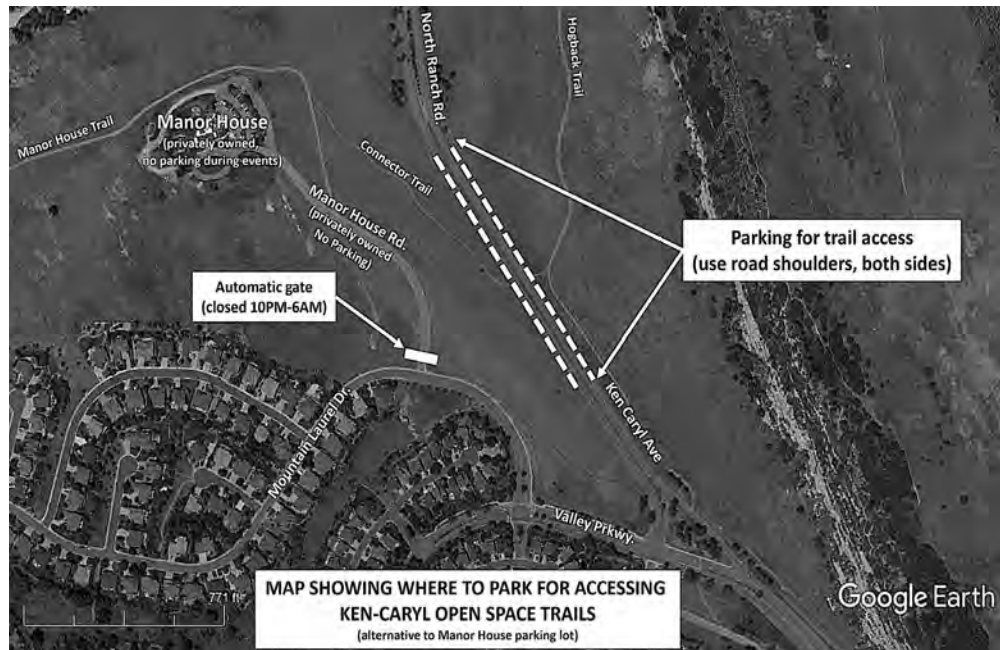 North Ranch Rd.
Hogback Trail
Manor House
(privately owned,
no parking during events)
Manor House Trail
Connector Trail
Manor House Rd.
(privately owned
No Parking)
Parking for trail access
(use road shoulders, both sides)
Automatic gate
(closed 10PM-6AM)
Ken Caryl Ave
Mountain Laurel Dr.
Valley Prkwy.
MAP SHOWING WHERE TO PARK FOR ACCESSING
KEN-CARYL OPEN SPACE TRAILS
(alternative to Manor House parking lot)
771 ft
Google Earth